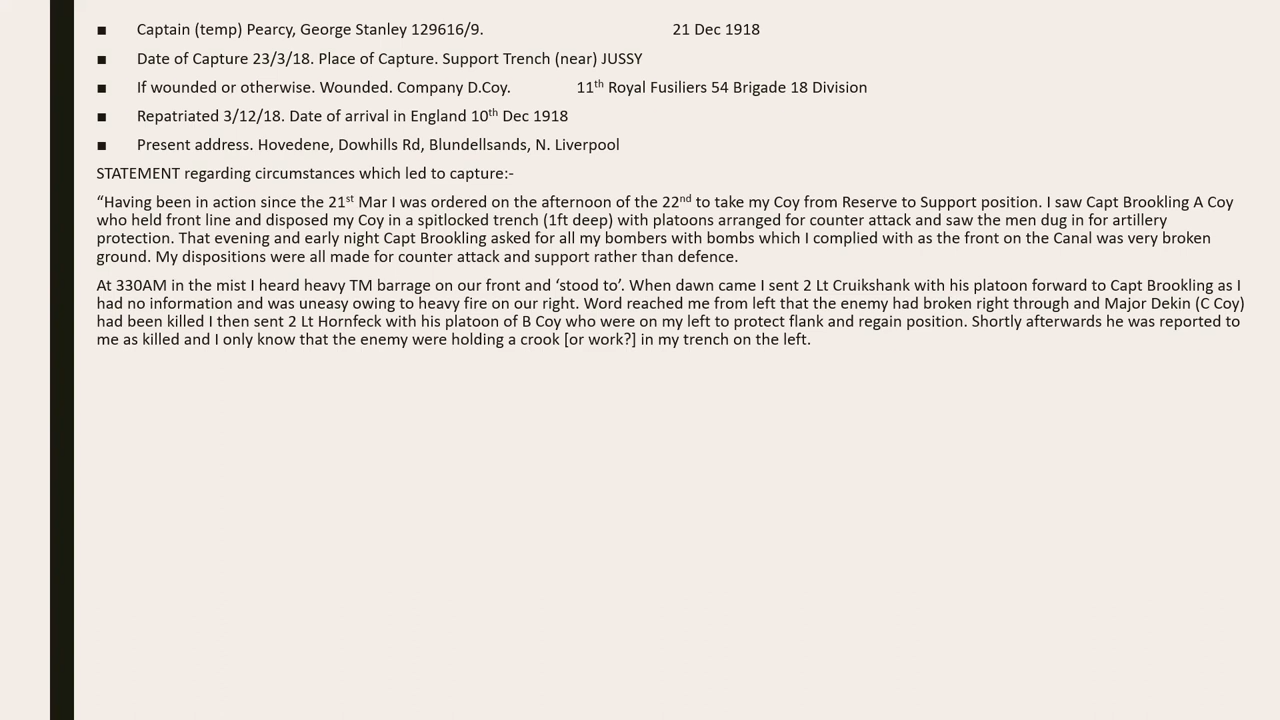 ■ Captain (temp) Pearcy, George Stanley 129616/9. 21 Dec 1918
■ Date of Capture 23/3/18. Place of Capture. Support Trench (near) JUSSY
■ If wounded or otherwise. Wounded. Company D.Coy. 11th Royal Fusiliers 54 Brigade 18 Division
■ Repatriated 3/12/18. Date of arrival in England 10th Dec 1918
■ Present address. Hovedene, Dowhills Rd, Blundellsands, N. Liverpool
STATEMENT regarding circumstances which led to capture:-
“Having been in action since the 21st Mar I was ordered on the afternoon of the 22nd to take my Coy from Reserve to Support position. I saw Capt Brookling A Coy
who held front line and disposed my Coy in a spitlocked trench (1ft deep) with platoons arranged for counter attack and saw the men dug in for artillery
protection. That evening and early night Capt Brookling asked for all my bombers with bombs which I complied with as the front on the Canal was very broken
ground. My dispositions were all made for counter attack and support rather than defence.
At 330AM in the mist I heard heavy TM barrage on our front and ‘stood to’. When dawn came I sent 2 Lt Cruikshank with his platoon forward to Capt Brookling as I
had no information and was uneasy owing to heavy fire on our right. Word reached me from left that the enemy had broken right through and Major Dekin (C Coy)
had been killed I then sent 2 Lt Hornfeck with his platoon of B Coy who were on my left to protect flank and regain position. Shortly afterwards he was reported to
me as killed and I only know that the enemy were holding a crook [or work?] in my trench on the left.